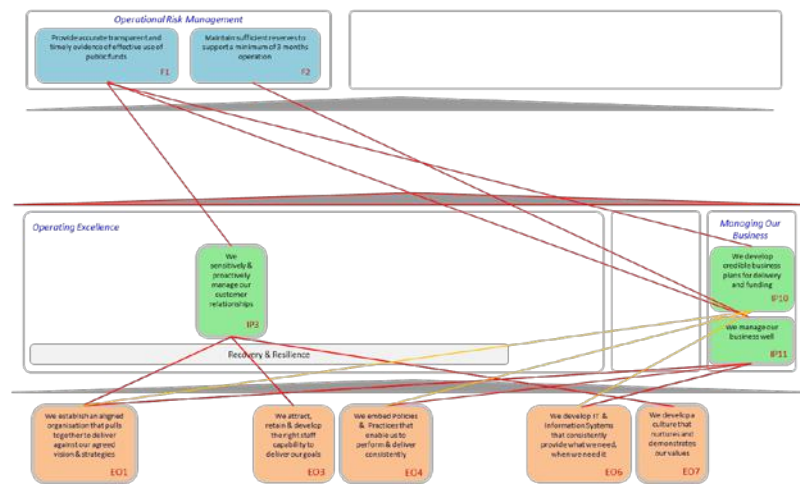 Operational Risk Management
Provide accurate transparent and
timely evidence of effective use of
public funds
F1
Maintain sufficient reserves to
support a minimum of 3 months
operation
F2
Operating Excellence
Managing Our
Business
We
sensitively &
proactively
manage our
customer
relationships
IP3
We develop
credible business
plans for delivery
and funding
IP10
We manage our
business well
IP11
Recovery & Resilience
We establish an aligned
organisation that pulls
together to deliver
against our agreed
vision & strategies
EO1
We attract,
retain & develop
the right staff
capability to
deliver our goals
EO3
We embed Policies
& Practices that
enable us to
perform & deliver
consistently
EO4
We develop IT &
Information Systems
that consistently
provide what we need,
when we need it
EO6
We develop a
culture that
nurtures and
demonstrates
our values
EO7